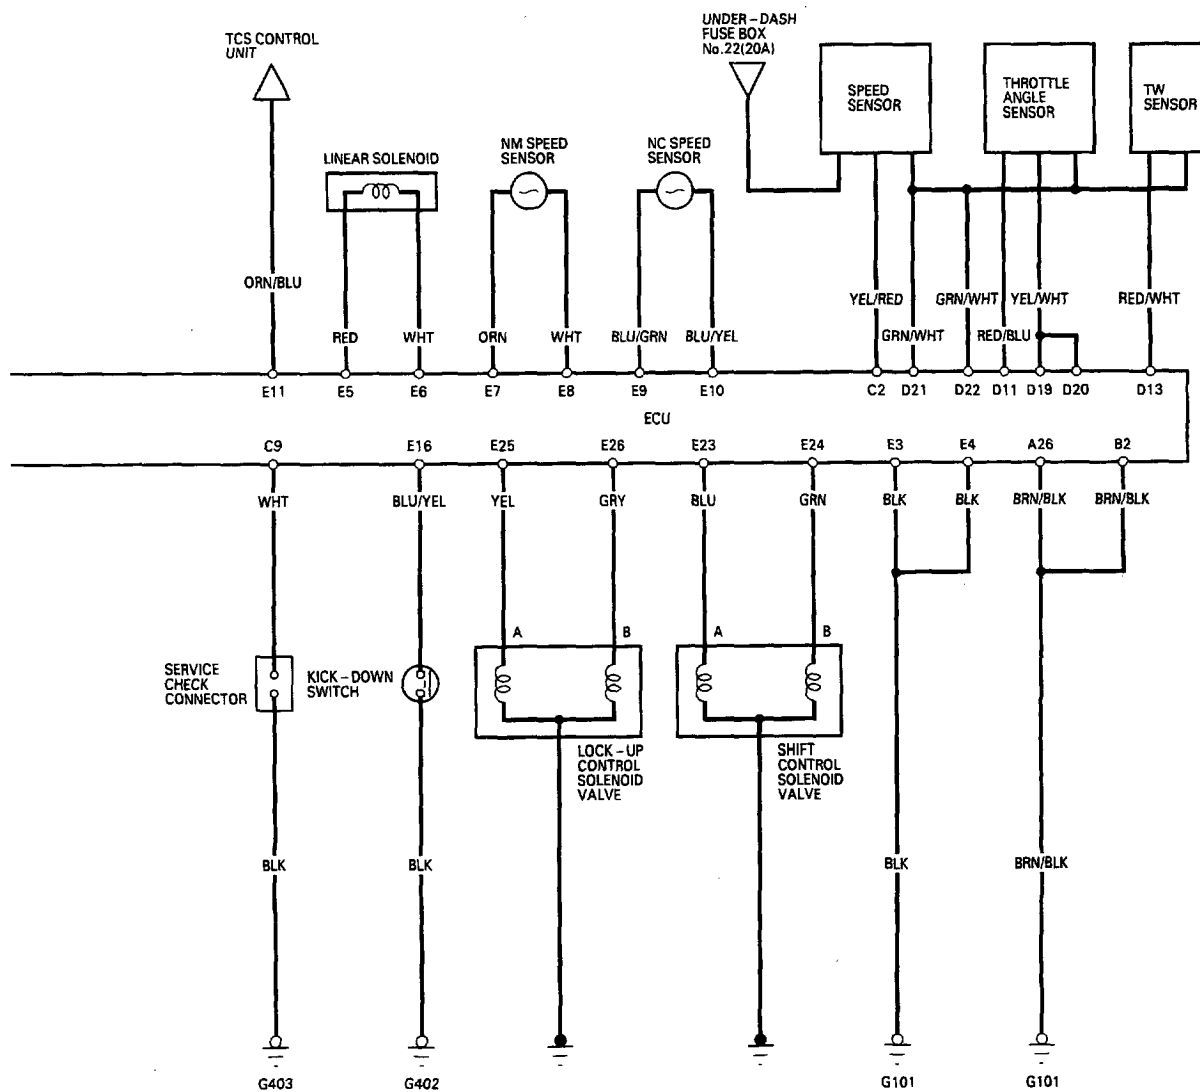 TCS CONTROL
UNIT
UNDER-DASH
FUSE BOX
No.22(20A)
SPEED
SENSOR
THROTTLE
ANGLE
SENSOR
TW
SENSOR
LINEAR SOLENOID
NM SPEED
SENSOR
NC SPEED
SENSOR
ORN/BLU
YEL/RED
GRN/WHT
YEL/WHT
RED/WHT
RED
WHT
ORN
WHT
BLU/GRN
BLU/YEL
GRN/WHT
RED/BLU
E11
E5
E6
E7
E8
E9
E10
C2
D21
D22
D11
D19
D20
D13
ECU
C9
E16
E25
E26
E23
E24
E3
E4
A26
B2
WHT
BLU/YEL
YEL
GRY
BLU
GRN
BLK
BLK
BRN/BLK
BRN/BLK
A
B
A
B
SERVICE
CHECK
CONNECTOR
KICK-DOWN
SWITCH
LOCK-UP
CONTROL
SOLENOID
VALVE
SHIFT
CONTROL
SOLENOID
VALVE
BLK
BLK
BLK
BRN/BLK
G403
G402
G101
G101